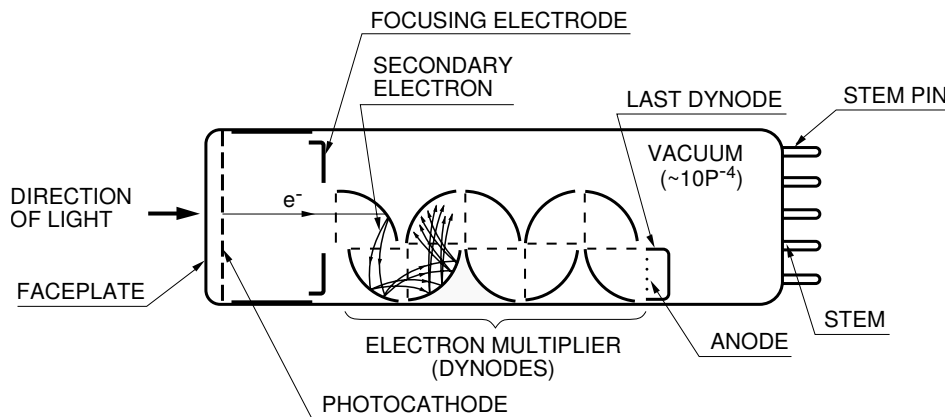 FOCUSING ELECTRODE
SECONDARY
ELECTRON
LAST DYNODE
STEM PIN
VACUUM
(~10P⁻⁴)
DIRECTION
OF LIGHT
e⁻
FACEPLATE
STEM
ELECTRON MULTIPLIER
(DYNODES)
ANODE
PHOTOCATHODE